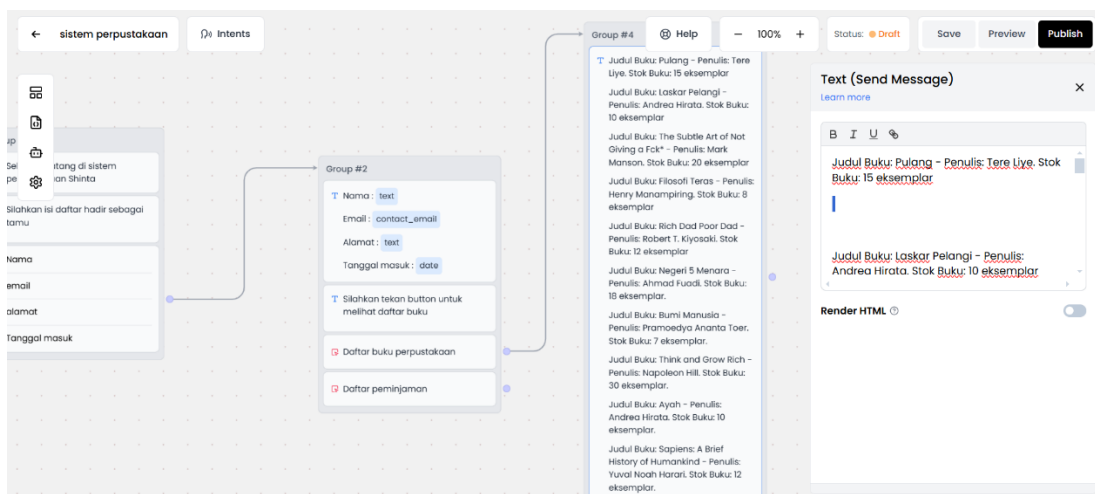 sistem perpustakaan
Intents
Group #4
Help
100%
Status: Draft
Save
Preview
Publish
tamu
Silahkan isi daftar hadir sebagai
tamu
Nama
email
alamat
Tanggal masuk
Group #2
Nama : text
Email : contact_email
Alamat : text
Tanggal masuk : date
Silahkan tekan button untuk
melihat daftar buku
Daftar buku perpustakaan
Daftar peminjaman
Judul Buku: Pulang - Penulis: Tere
Liye. Stok Buku: 15 eksemplar
Judul Buku: Laskar Pelangi -
Penulis: Andrea Hirata. Stok Buku:
10 eksemplar
Judul Buku: The Subtle Art of Not
Giving a Fck* - Penulis: Mark
Manson. Stok Buku: 20 eksemplar
Judul Buku: Filosofi Teras - Penulis:
Henry Manampiring. Stok Buku: 8
eksemplar
Judul Buku: Rich Dad Poor Dad -
Penulis: Robert T. Kiyosaki. Stok
Buku: 12 eksemplar
Judul Buku: Negeri 5 Menara -
Penulis: Ahmad Fuadi. Stok Buku:
18 eksemplar.
Judul Buku: Bumi Manusia -
Penulis: Pramoedya Ananta Toer.
Stok Buku: 7 eksemplar.
Judul Buku: Think and Grow Rich -
Penulis: Napoleon Hill. Stok Buku:
30 eksemplar.
Judul Buku: Ayah - Penulis:
Andrea Hirata. Stok Buku: 10
eksemplar.
Judul Buku: Sapiens: A Brief
History of Humankind - Penulis:
Yuval Noah Harari. Stok Buku: 12
eksemplar.
Text (Send Message)
Learn more
B I U
Judul Buku: Pulang - Penulis: Tere Liye. Stok
Buku: 15 eksemplar
Judul Buku: Laskar Pelangi - Penulis:
Andrea Hirata. Stok Buku: 10 eksemplar
Render HTML